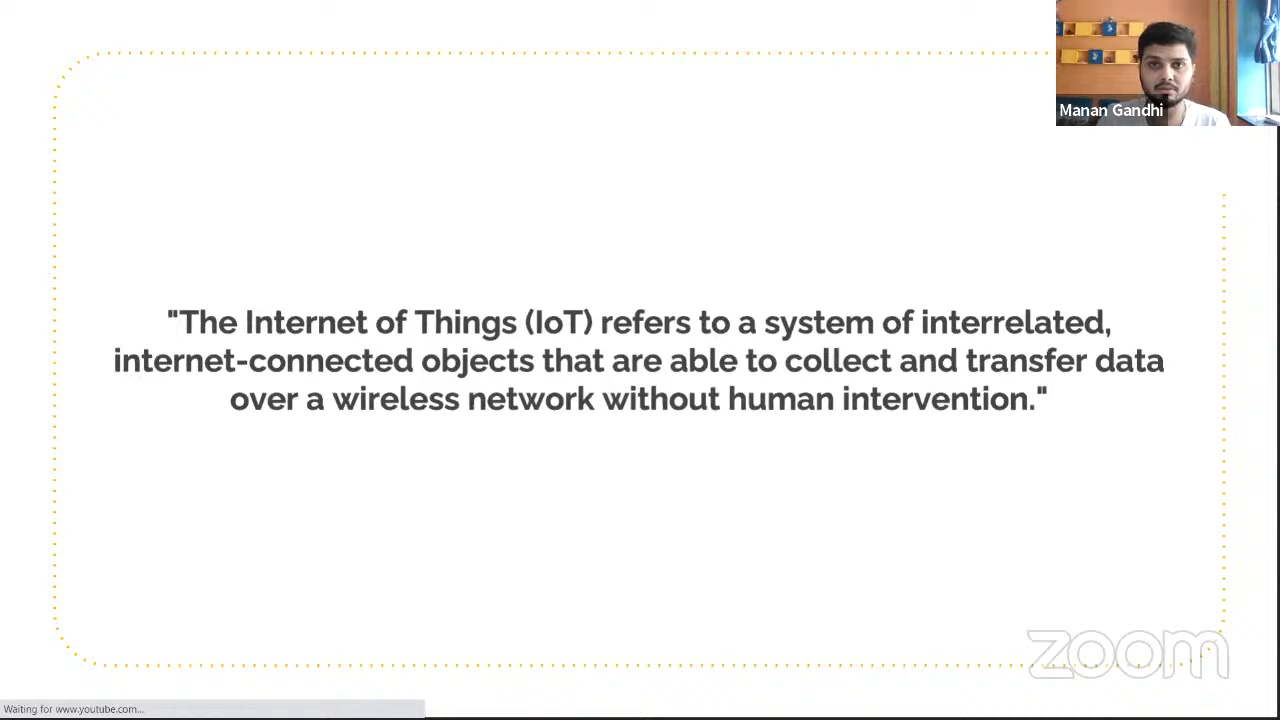 Manan Gandhi
"The Internet of Things (IoT) refers to a system of interrelated,
internet-connected objects that are able to collect and transfer data
over a wireless network without human intervention."
zoom
Waiting for www.youtube.com...